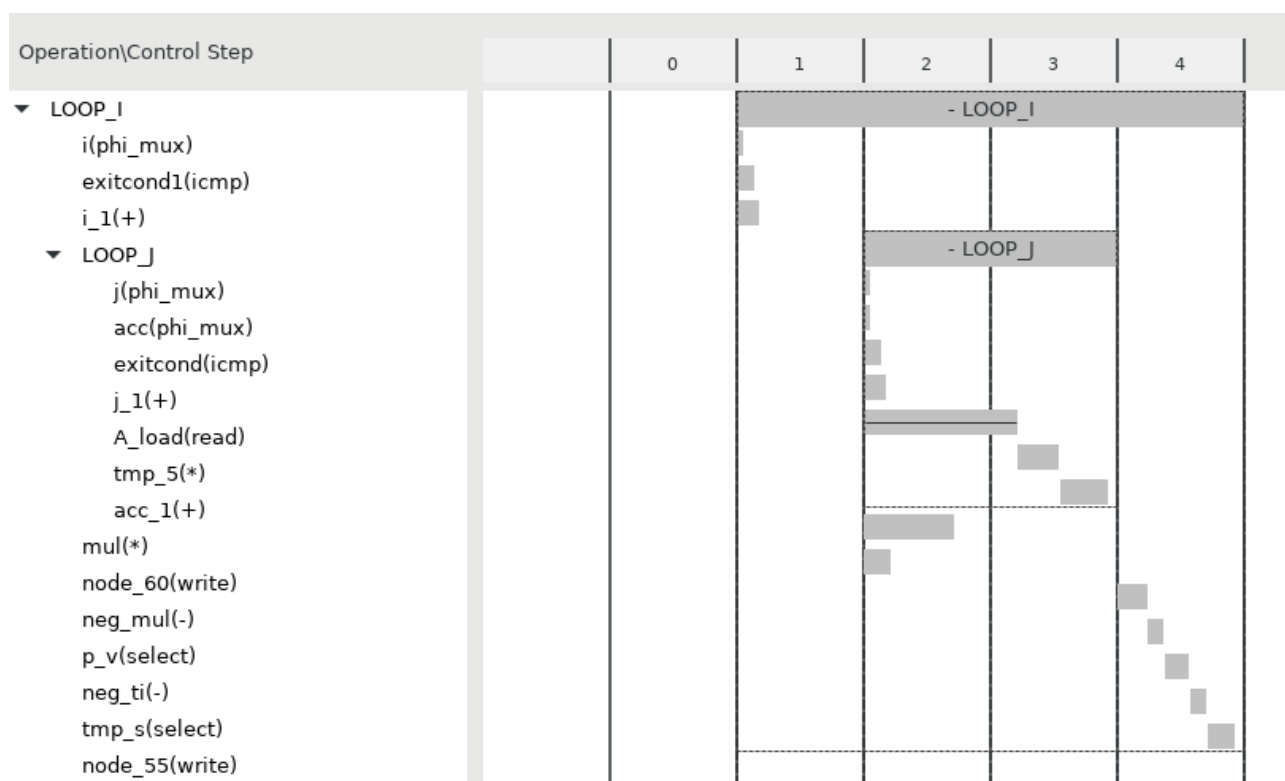 Operation\Control Step
0 1 2 3 4
LOOP_I - LOOP_I
i(phi_mux)
exitcond1(icmp)
i_1(+)
LOOP_J - LOOP_J
j(phi_mux)
acc(phi_mux)
exitcond(icmp)
j_1(+)
A_load(read)
tmp_5(*)
acc_1(+)
mul(*)
node_60(write)
neg_mul(-)
p_v(select)
neg_ti(-)
tmp_s(select)
node_55(write)